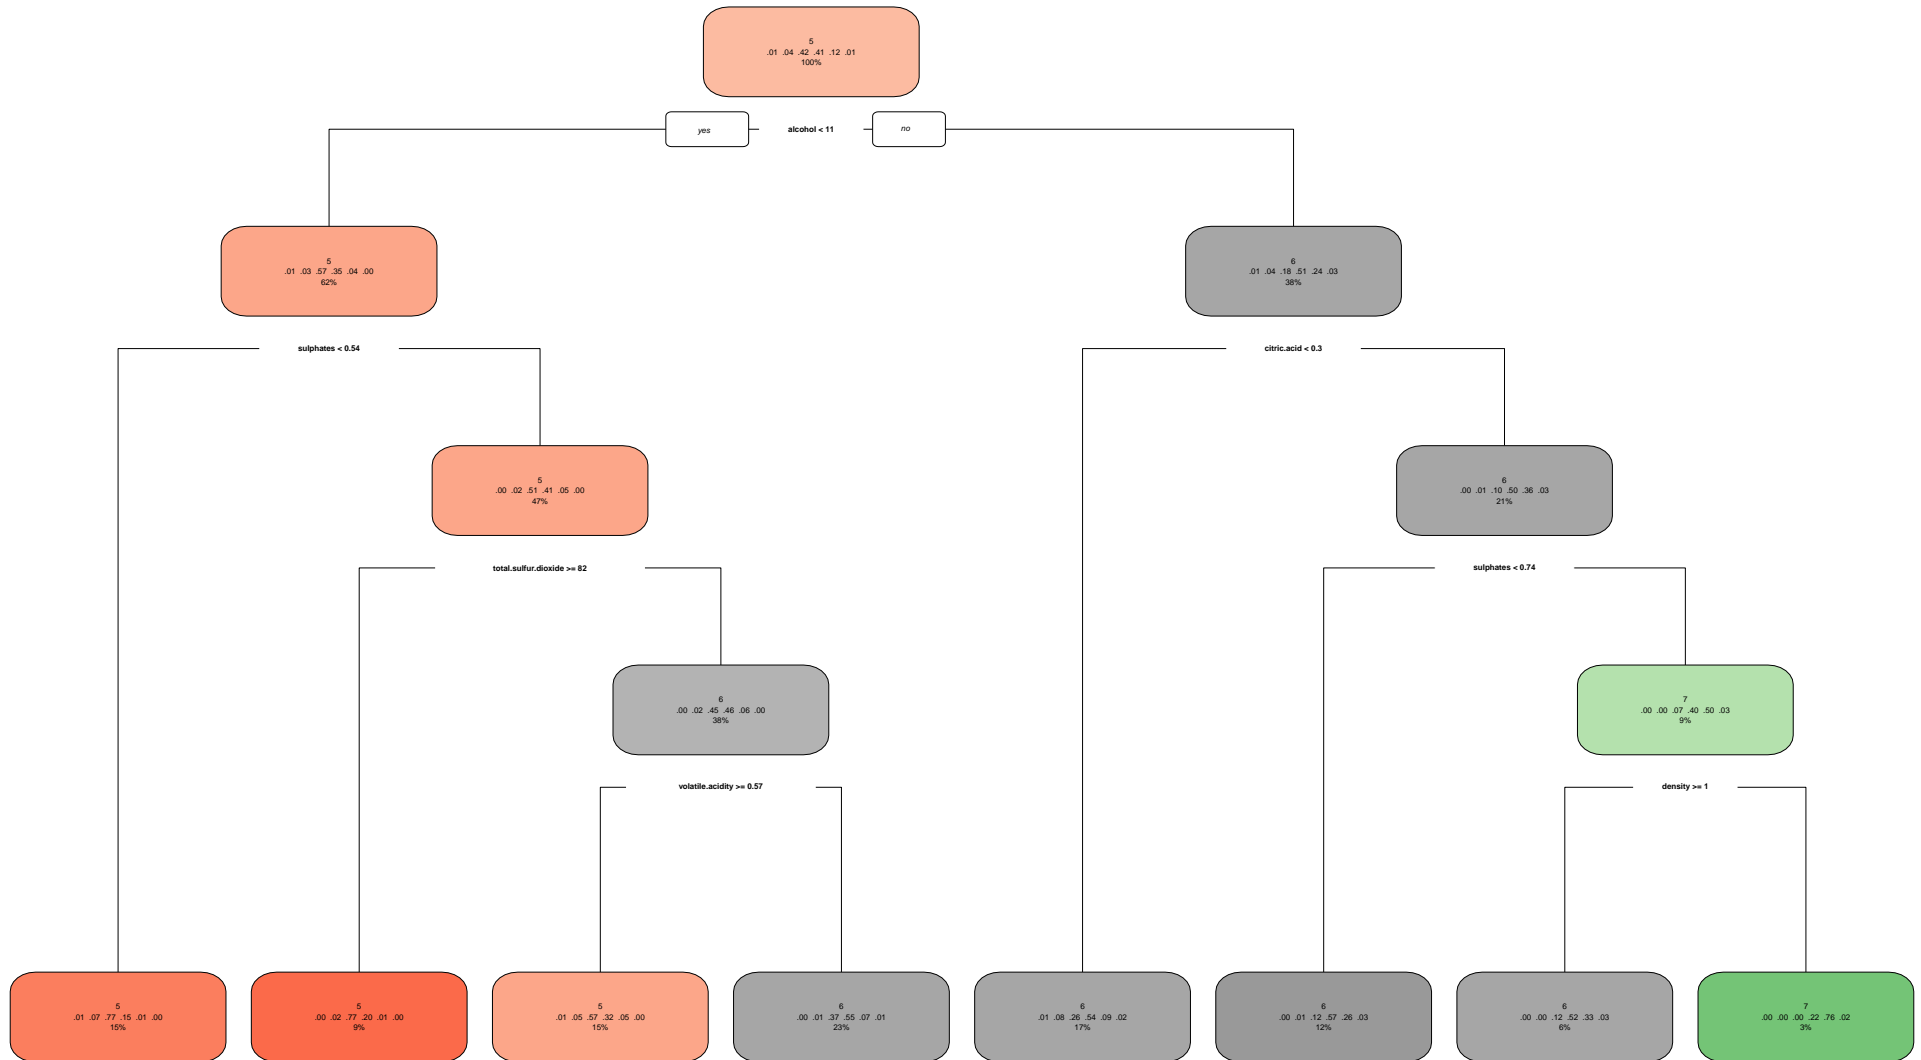 5
.01 .04 .42 .41 .12 .01
100%
yes
alcohol < 11
no
5
.01 .03 .57 .35 .04 .00
62%
6
.01 .04 .18 .51 .24 .03
38%
sulphates < 0.54
citric.acid < 0.3
5
.00 .02 .51 .41 .05 .00
47%
6
.00 .01 .10 .50 .36 .03
21%
total.sulfur.dioxide >= 82
sulphates < 0.74
6
.00 .02 .45 .46 .06 .00
38%
7
.00 .00 .07 .40 .50 .03
9%
volatile.acidity >= 0.57
density >= 1
5
.01 .07 .77 .15 .01 .00
15%
5
.00 .02 .77 .20 .01 .00
9%
5
.01 .05 .57 .32 .05 .00
15%
6
.00 .01 .37 .55 .07 .01
23%
6
.01 .08 .26 .54 .09 .02
17%
6
.00 .01 .12 .57 .26 .03
12%
6
.00 .00 .12 .52 .33 .03
6%
7
.00 .00 .00 .22 .76 .02
3%